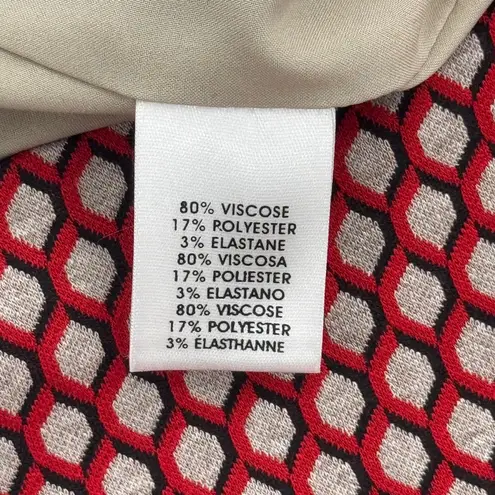 80% VISCOSE
17% POLYESTER
3% ELASTANE
80% VISCOSA
17% POLIESTER
3% ELASTANO
80% VISCOSE
17% POLYESTER
3% ÉLASTHANNE